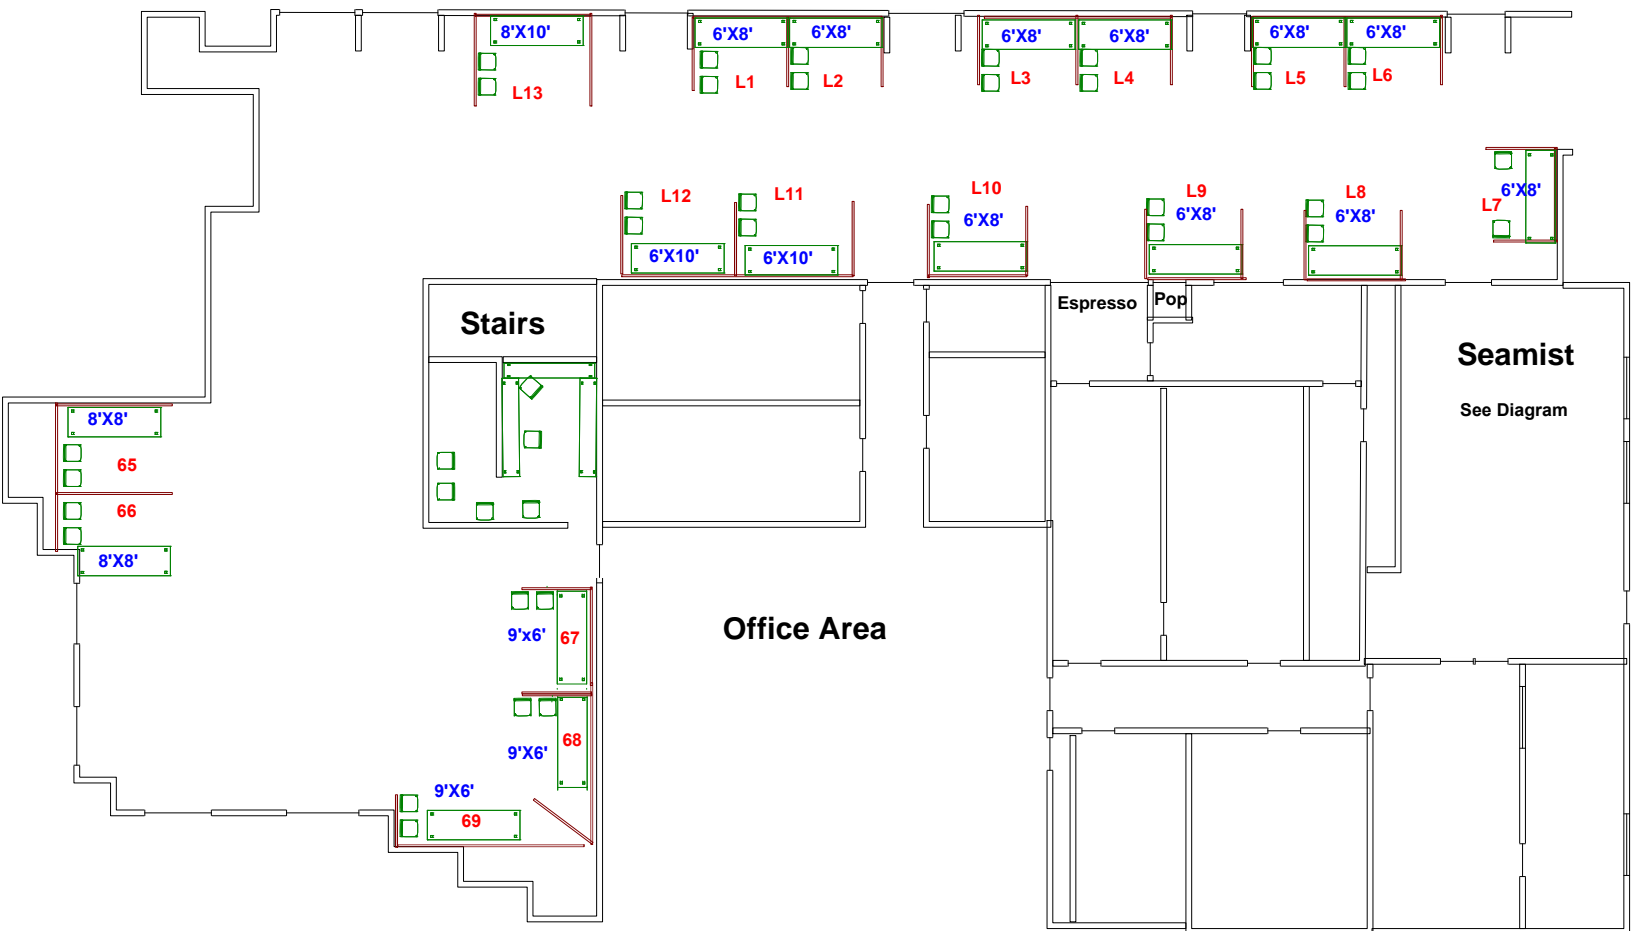 8'X10'
6'X8'
6'X8'
6'X8'
6'X8'
6'X8'
6'X8'
L13
L1
L2
L3
L4
L5
L6
L12
L11
L10
L9
L8
L7
6'X8'
6'X8'
6'X8'
6'X8'
6'X10'
6'X10'
Espresso
Pop
Stairs
Seamist
See Diagram
8'X8'
65
66
8'X8'
Office Area
9'x6'
67
9'X6'
68
9'X6'
69